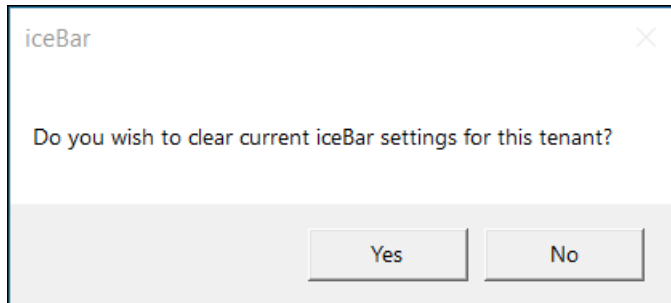 iceBar
Do you wish to clear current iceBar settings for this tenant?
Yes No